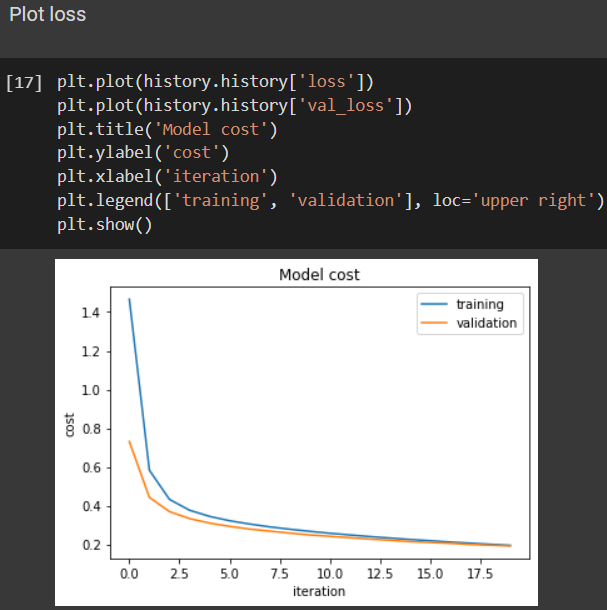 Plot loss
[17] plt.plot(history.history['loss'])
plt.plot(history.history['val_loss'])
plt.title('Model cost')
plt.ylabel('cost')
plt.xlabel('iteration')
plt.legend(['training', 'validation'], loc='upper right')
plt.show()
Model cost
training
validation
1.4
1.2
1.0
0.8
0.6
0.4
0.2
cost
0.0 2.5 5.0 7.5 10.0 12.5 15.0 17.5
iteration